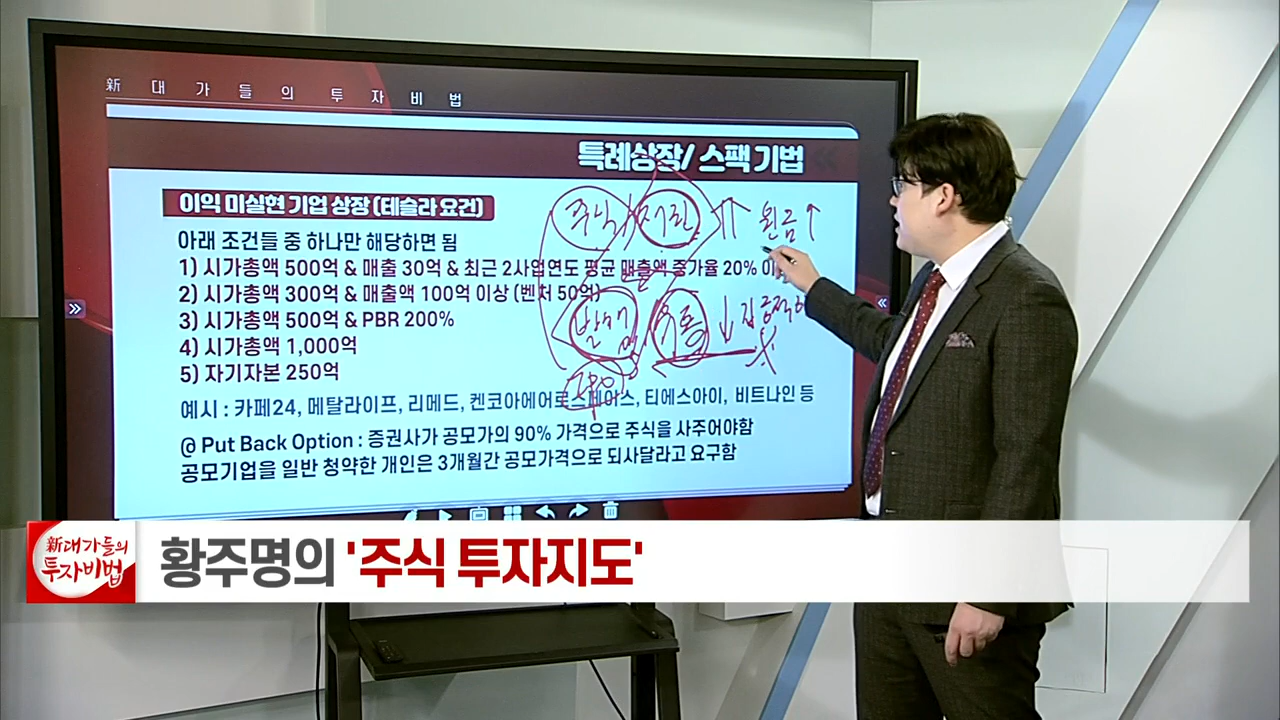 新 대 가 들 의 투 자 비 법
특례상장/ 스팩 기법
이익 미실현 기업 상장 (테슬라 요건)
아래 조건들 중 하나만 해당하면 됨
1) 시가총액 500억 & 매출 30억 & 최근 2사업연도 평균 매출액 증가율 20% 이상
2) 시가총액 300억 & 매출액 100억 이상 (벤처 50억)
3) 시가총액 500억 & PBR 200%
4) 시가총액 1,000억
5) 자기자본 250억
예시 : 카페24, 메탈라이프, 리메드, 켄코아에어로스페이스, 티에스아이, 비트나인 등
@ Put Back Option : 증권사가 공모가의 90% 가격으로 주식을 사주어야함
공모기업을 일반 청약한 개인은 3개월간 공모가격으로 되사달라고 요구함
주식 / 채권 ↑↑ 원금 ↑
발행 / 유통 ↓
IPO
新대가들의
투자비법
황주명의 '주식 투자지도'